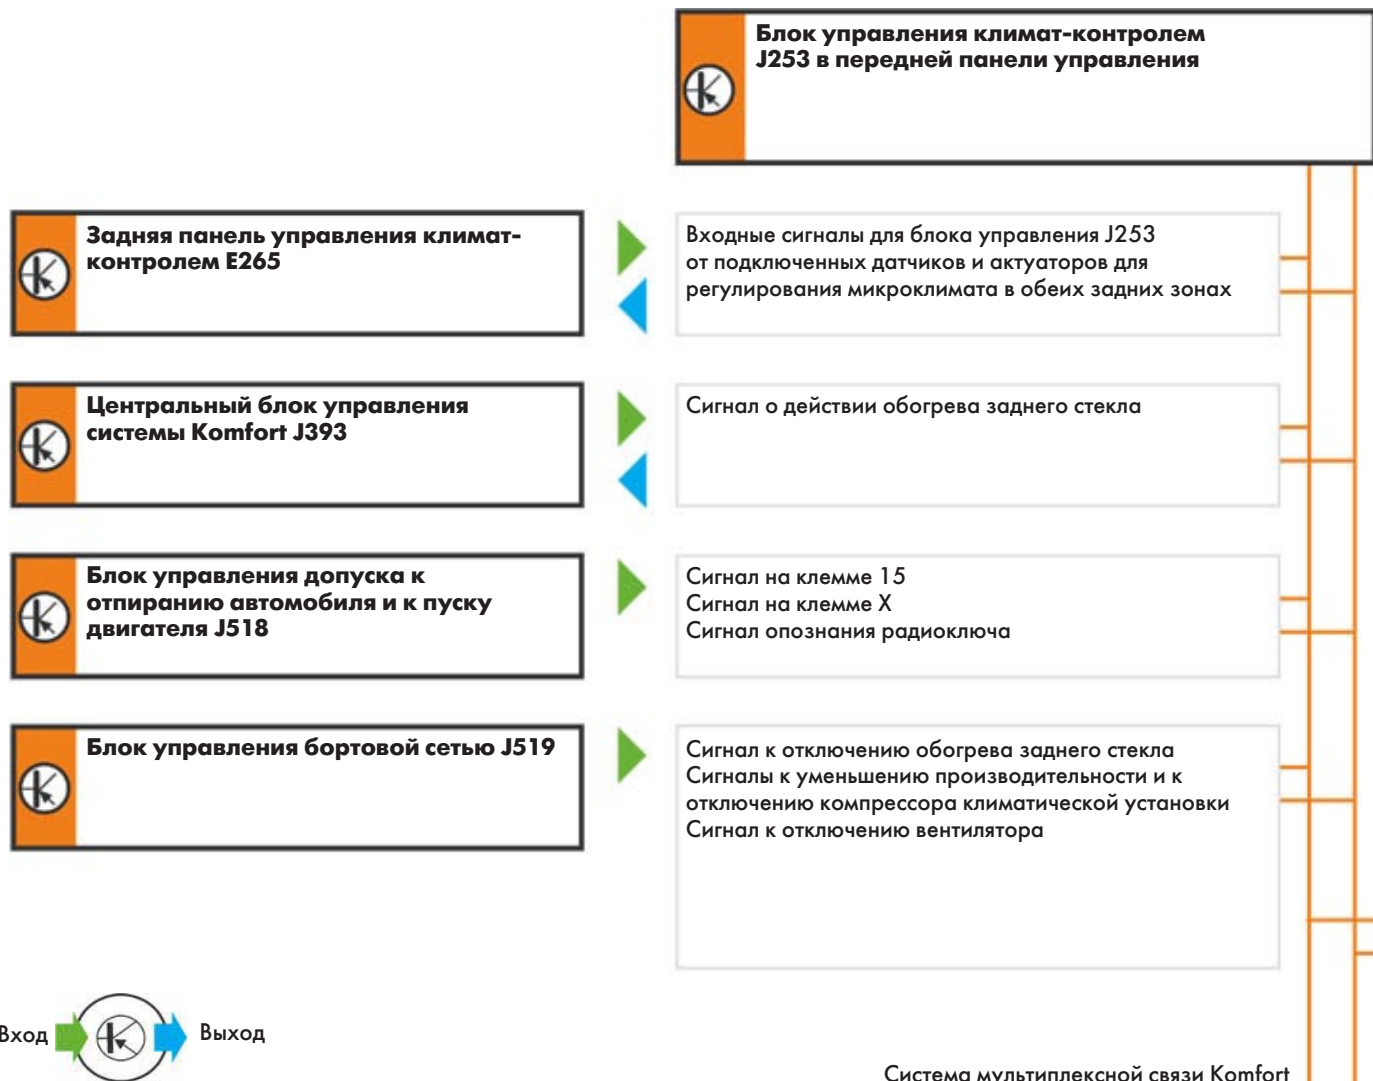 Блок управления климат-контролем
J253 в передней панели управления
Задняя панель управления климат-
контролем E265
Входные сигналы для блока управления J253
от подключенных датчиков и актуаторов для
регулирования микроклимата в обеих задних зонах
Центральный блок управления
системы Komfort J393
Сигнал о действии обогрева заднего стекла
Блок управления допуска к
отпиранию автомобиля и к пуску
двигателя J518
Сигнал на клемме 15
Сигнал на клемме X
Сигнал опознания радиоключа
Блок управления бортовой сетью J519
Сигнал к отключению обогрева заднего стекла
Сигналы к уменьшению производительности и к
отключению компрессора климатической установки
Сигнал к отключению вентилятора
Вход
Выход
Система мультиплексной связи Komfort